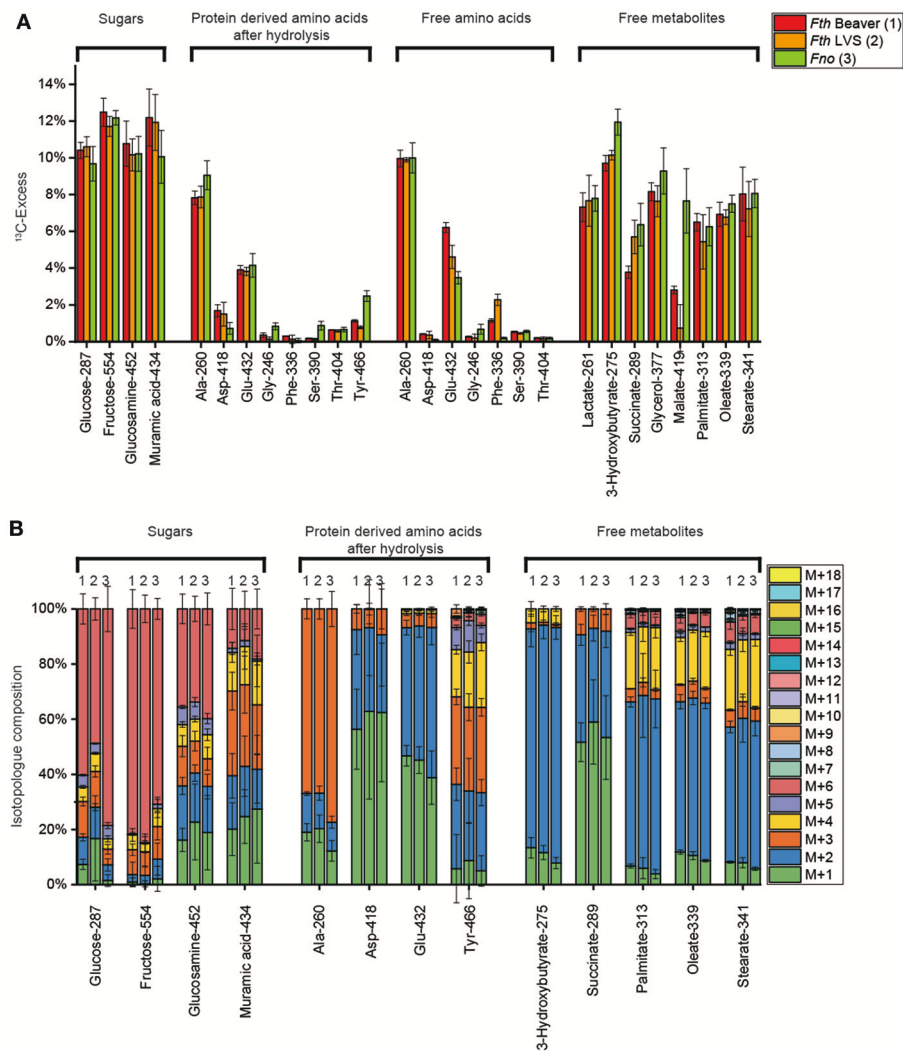 A
Sugars
Protein derived amino acids
after hydrolysis
Free amino acids
Free metabolites
Fth Beaver (1)
Fth LVS (2)
Fno (3)
14%
12%
10%
8%
6%
4%
2%
0%
13C-Excess
Glucose-287
Fructose-554
Glucosamine-452
Muramic acid-434
Ala-260
Asp-418
Glu-432
Gly-246
Phe-336
Ser-390
Thr-404
Tyr-466
Ala-260
Asp-418
Glu-432
Gly-246
Phe-336
Ser-390
Thr-404
Lactate-261
3-Hydroxybutyrate-275
Succinate-289
Glycerol-377
Malate-419
Palmitate-313
Oleate-339
Stearate-341
B
Sugars
Protein derived amino acids
after hydrolysis
Free metabolites
1 2 3 1 2 3 1 2 3 1 2 3 1 2 3 1 2 3 1 2 3 1 2 3 1 2 3 1 2 3 1 2 3 1 2 3 1 2 3
100%
80%
60%
40%
20%
0%
Isotopologue composition
M+18
M+17
M+16
M+15
M+14
M+13
M+12
M+11
M+10
M+9
M+8
M+7
M+6
M+5
M+4
M+3
M+2
M+1
Glucose-287
Fructose-554
Glucosamine-452
Muramic acid-434
Ala-260
Asp-418
Glu-432
Tyr-466
3-Hydroxybutyrate-275
Succinate-289
Palmitate-313
Oleate-339
Stearate-341